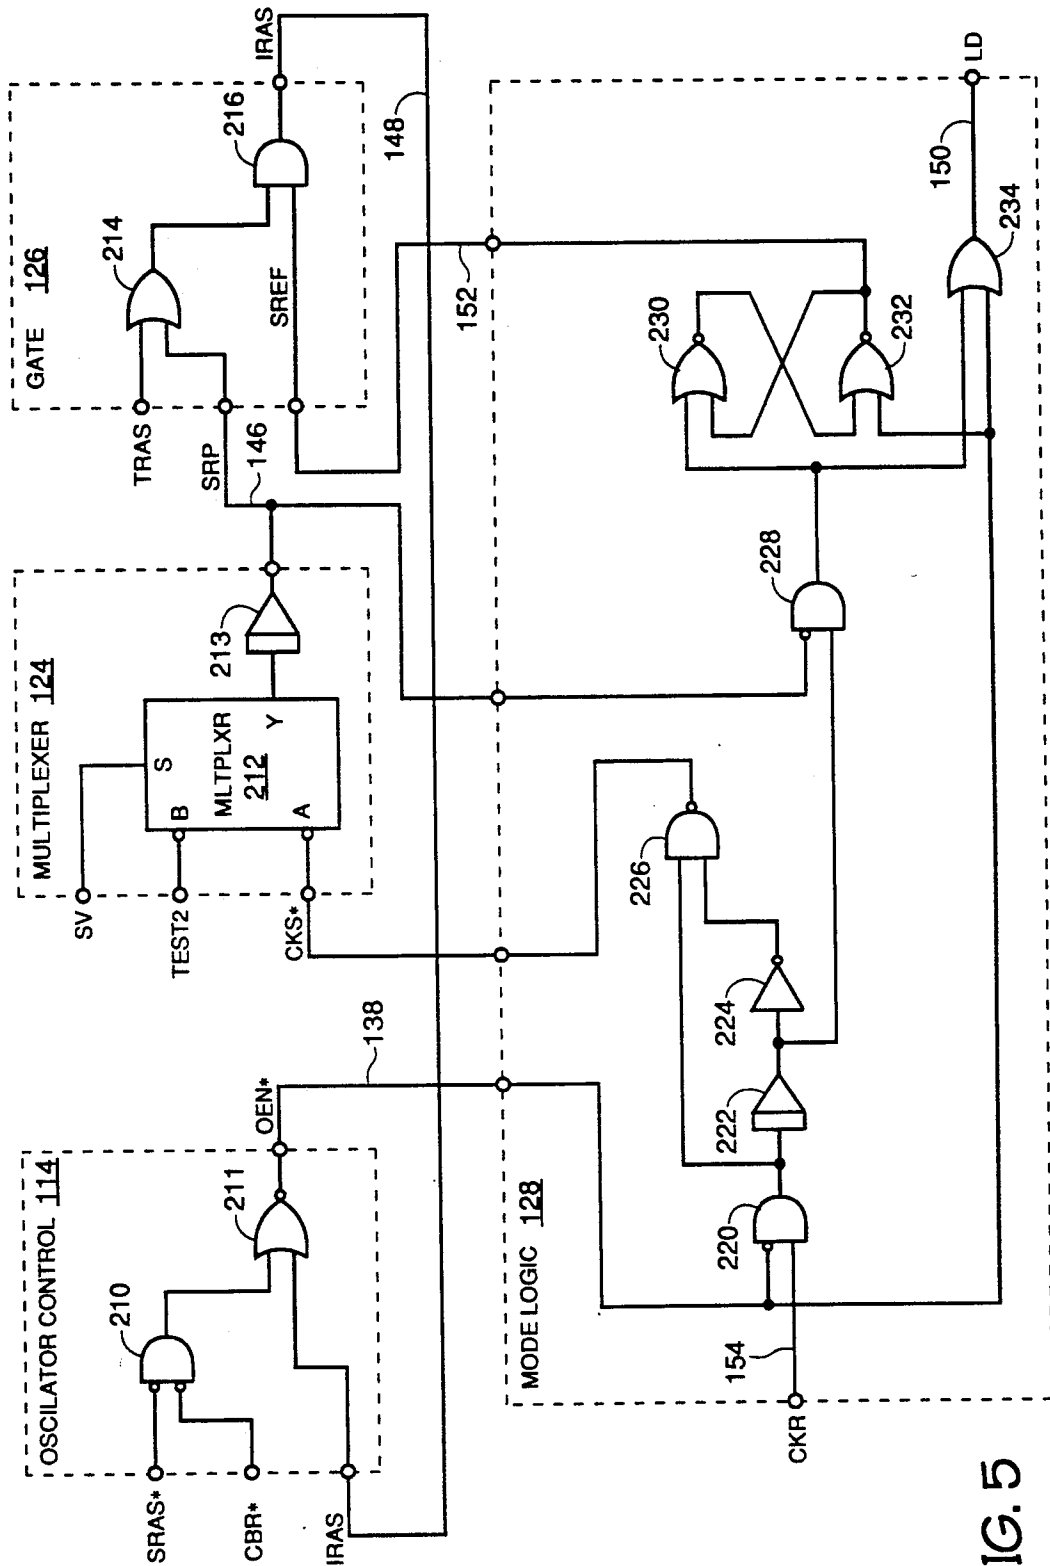 OSCILATOR CONTROL 114
SRAS*
CBR*
IRAS
210
211
OEN*
138
MULTIPLEXER 124
SV
TEST2
CKS*
S
B
A
Y
MLTPLXR
212
213
GATE 126
TRAS
SRP
146
SREF
214
216
IRAS
148
152
MODE LOGIC 128
CKR
154
220
222
224
226
228
230
232
234
150
LD
IG. 5